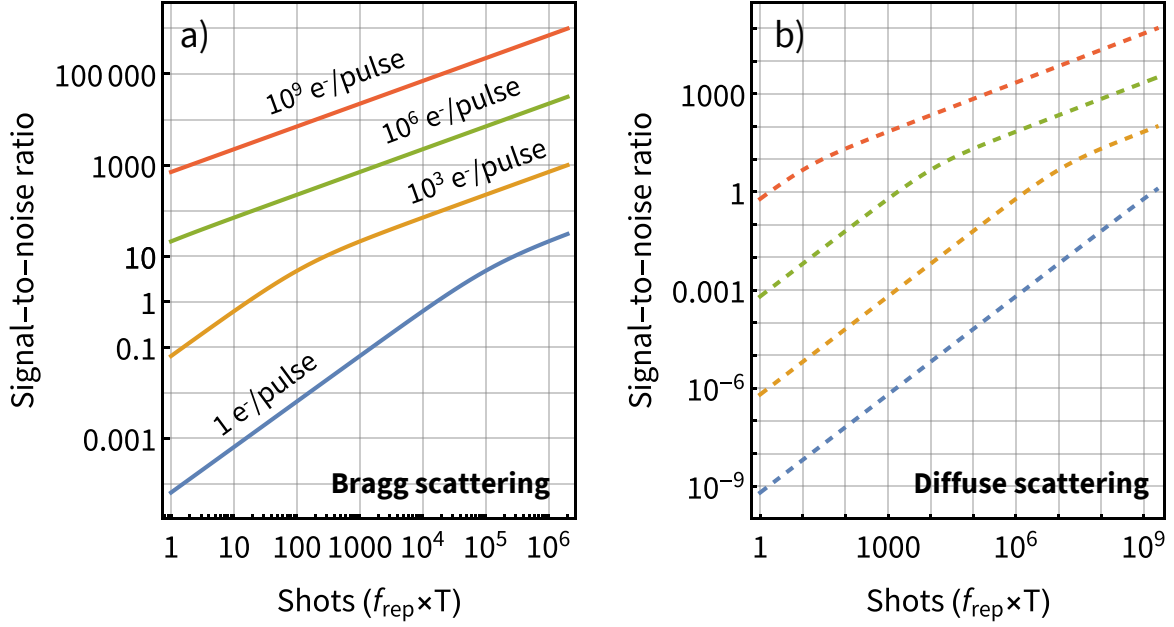 a)
Signal−to−noise ratio
100 000
1000
10
1
0.1
0.001
10⁹ e⁻/pulse
10⁶ e⁻/pulse
10³ e⁻/pulse
1 e⁻/pulse
Bragg scattering
1 10 100 1000 10⁴ 10⁵ 10⁶
Shots (f_rep×T)
b)
Signal−to−noise ratio
1000
1
0.001
10⁻⁶
10⁻⁹
Diffuse scattering
1 1000 10⁶ 10⁹
Shots (f_rep×T)